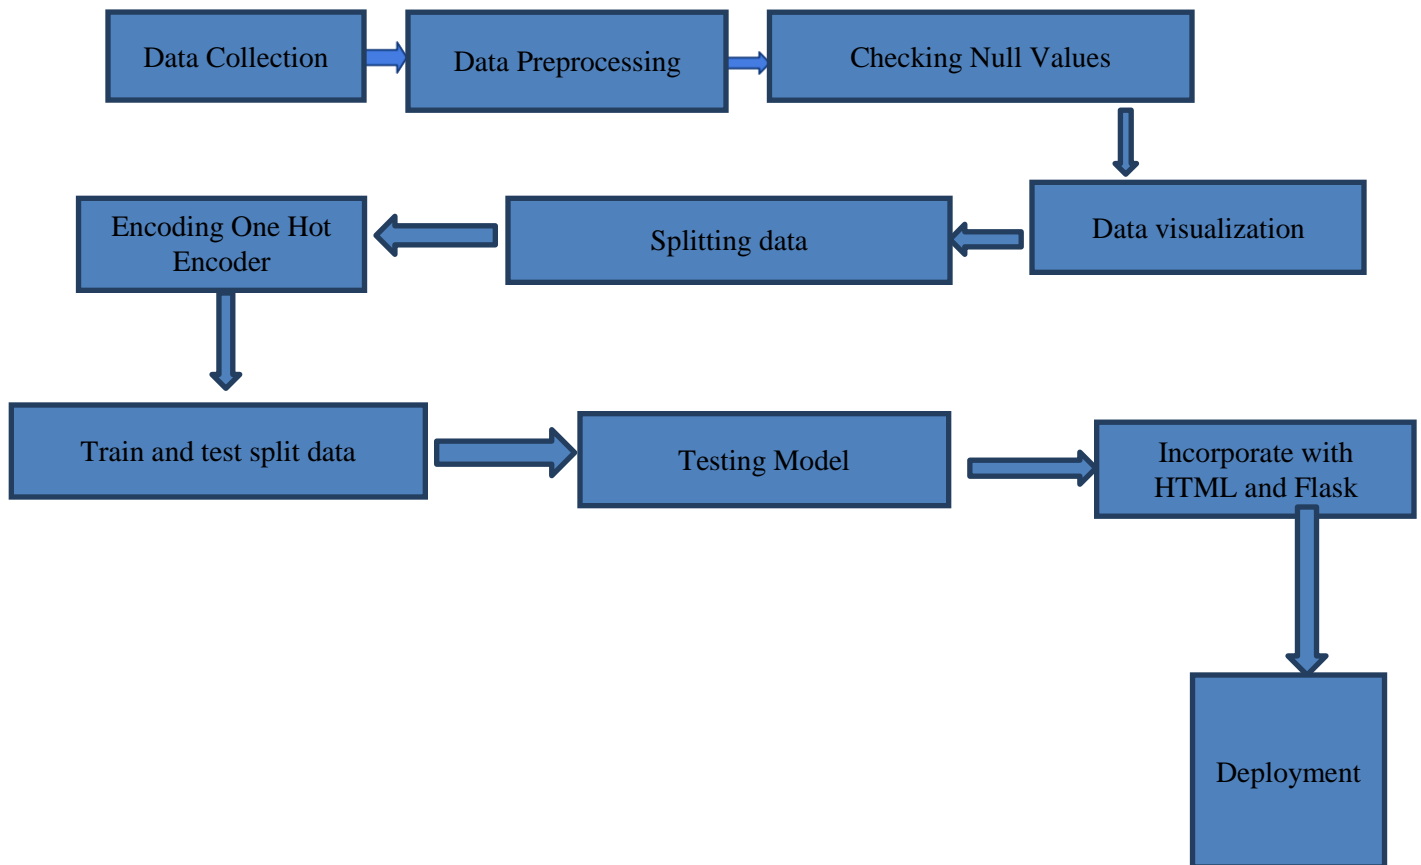 Data Collection
Data Preprocessing
Checking Null Values
Data visualization
Splitting data
Encoding One Hot
Encoder
Train and test split data
Testing Model
Incorporate with
HTML and Flask
Deployment